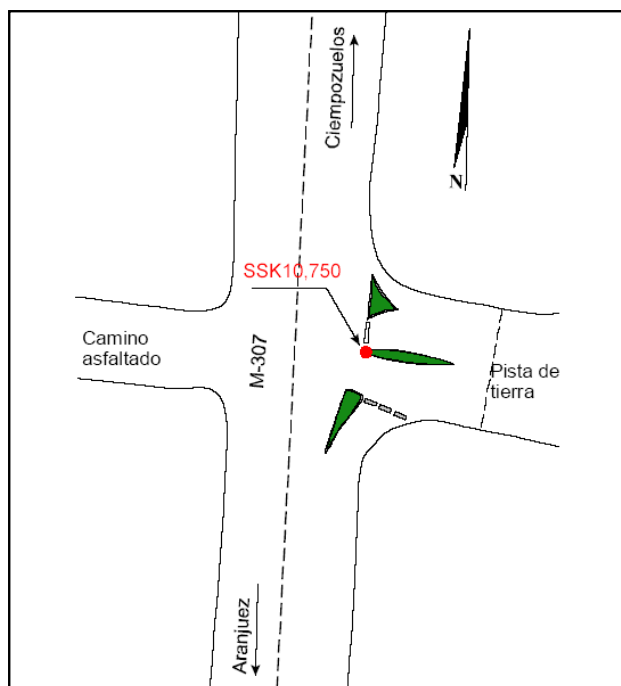 Ciempozuelos
N
SSK10,750
Camino
asfaltado
M-307
Pista de
tierra
Aranjuez